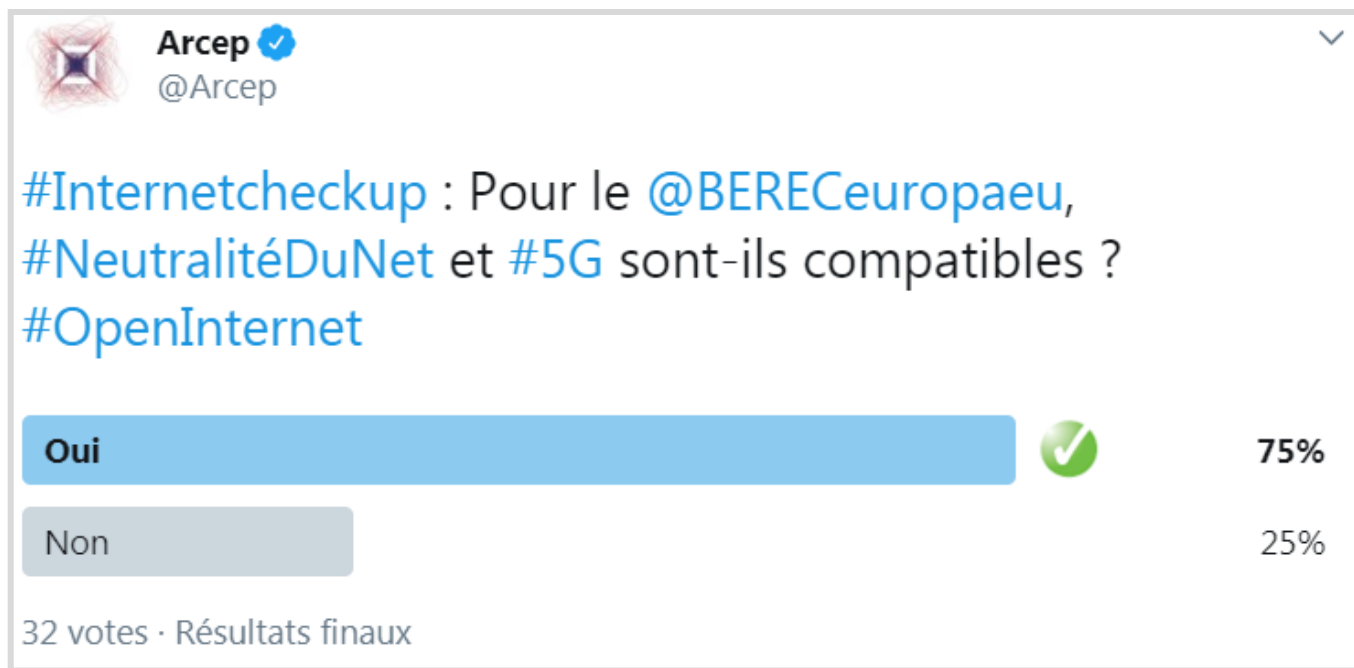 Arcep
@Arcep
#Internetcheckup : Pour le @BERECeuropaeu,
#NeutralitéDuNet et #5G sont-ils compatibles ?
#OpenInternet
Oui 75%
Non 25%
32 votes · Résultats finaux